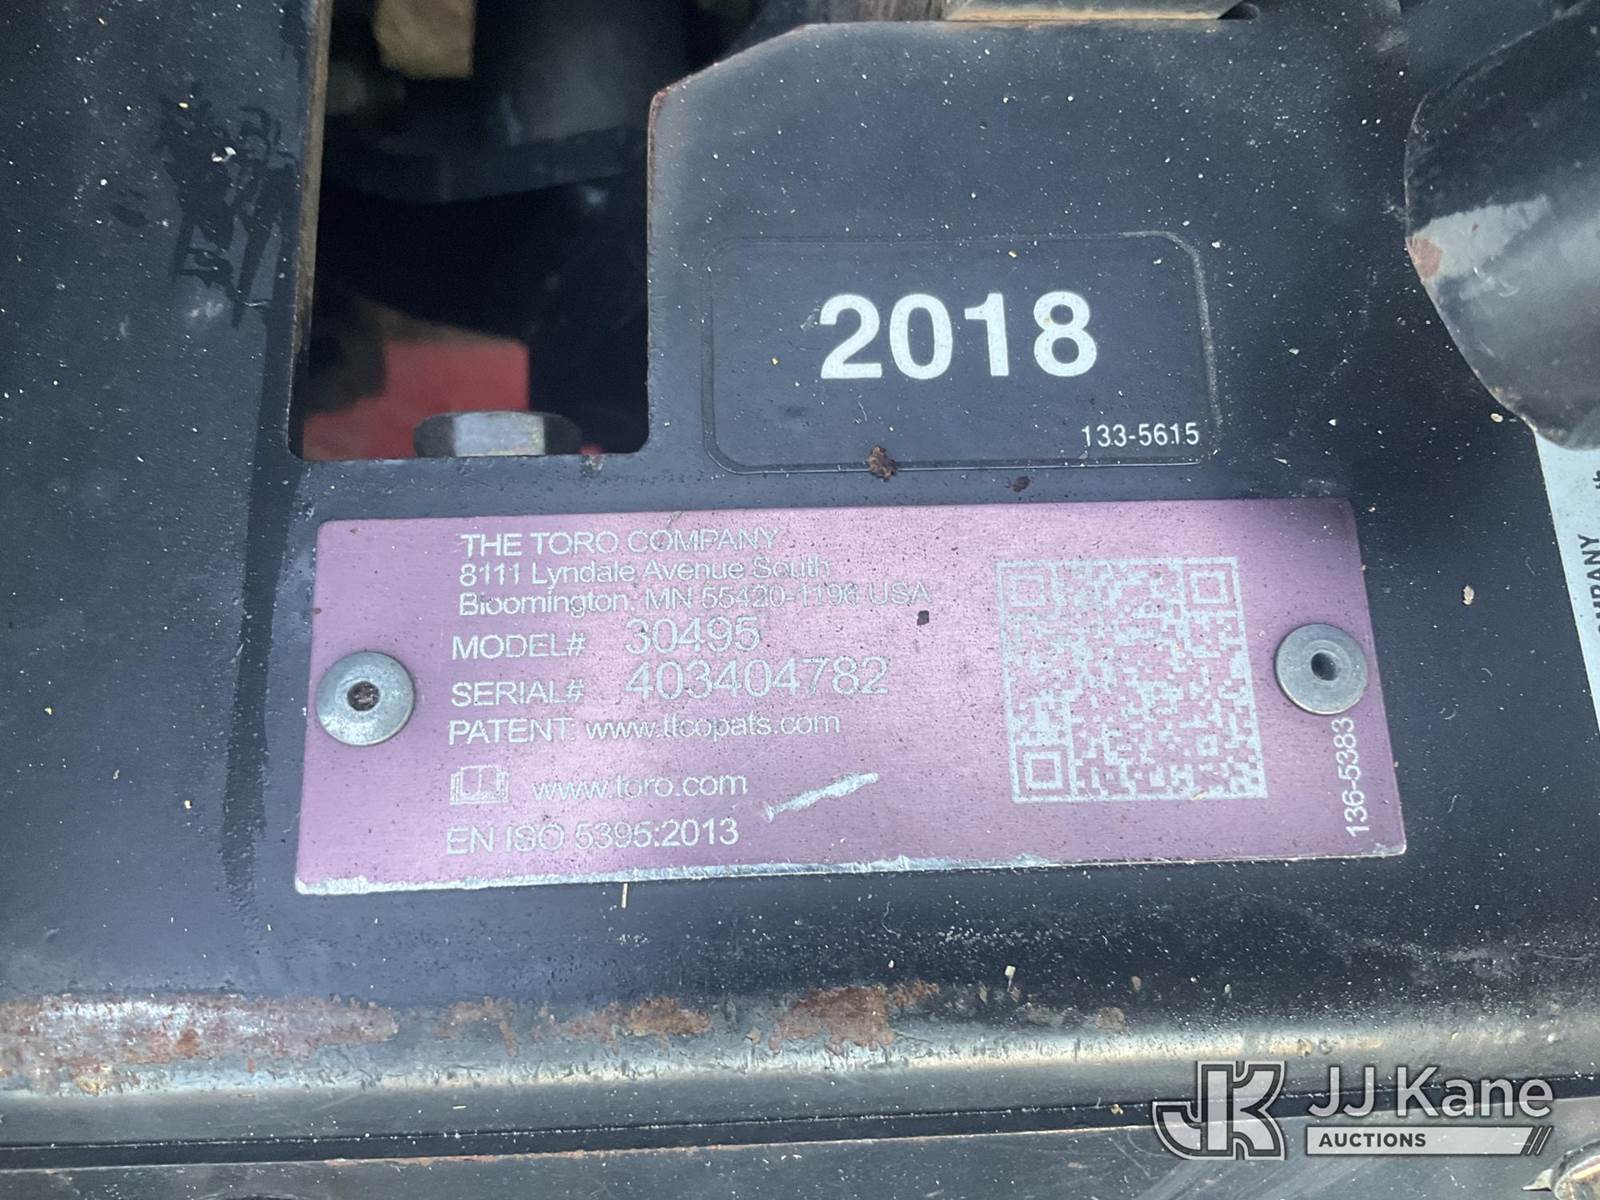 2018
133-5615
THE TORO COMPANY
8111 Lyndale Avenue South
Bloomington, MN 55420-1196 USA
MODEL# 30495
SERIAL# 403404782
PATENT: www.ttcopats.com
www.toro.com
EN ISO 5395:2013
136-5383
JJ Kane
AUCTIONS